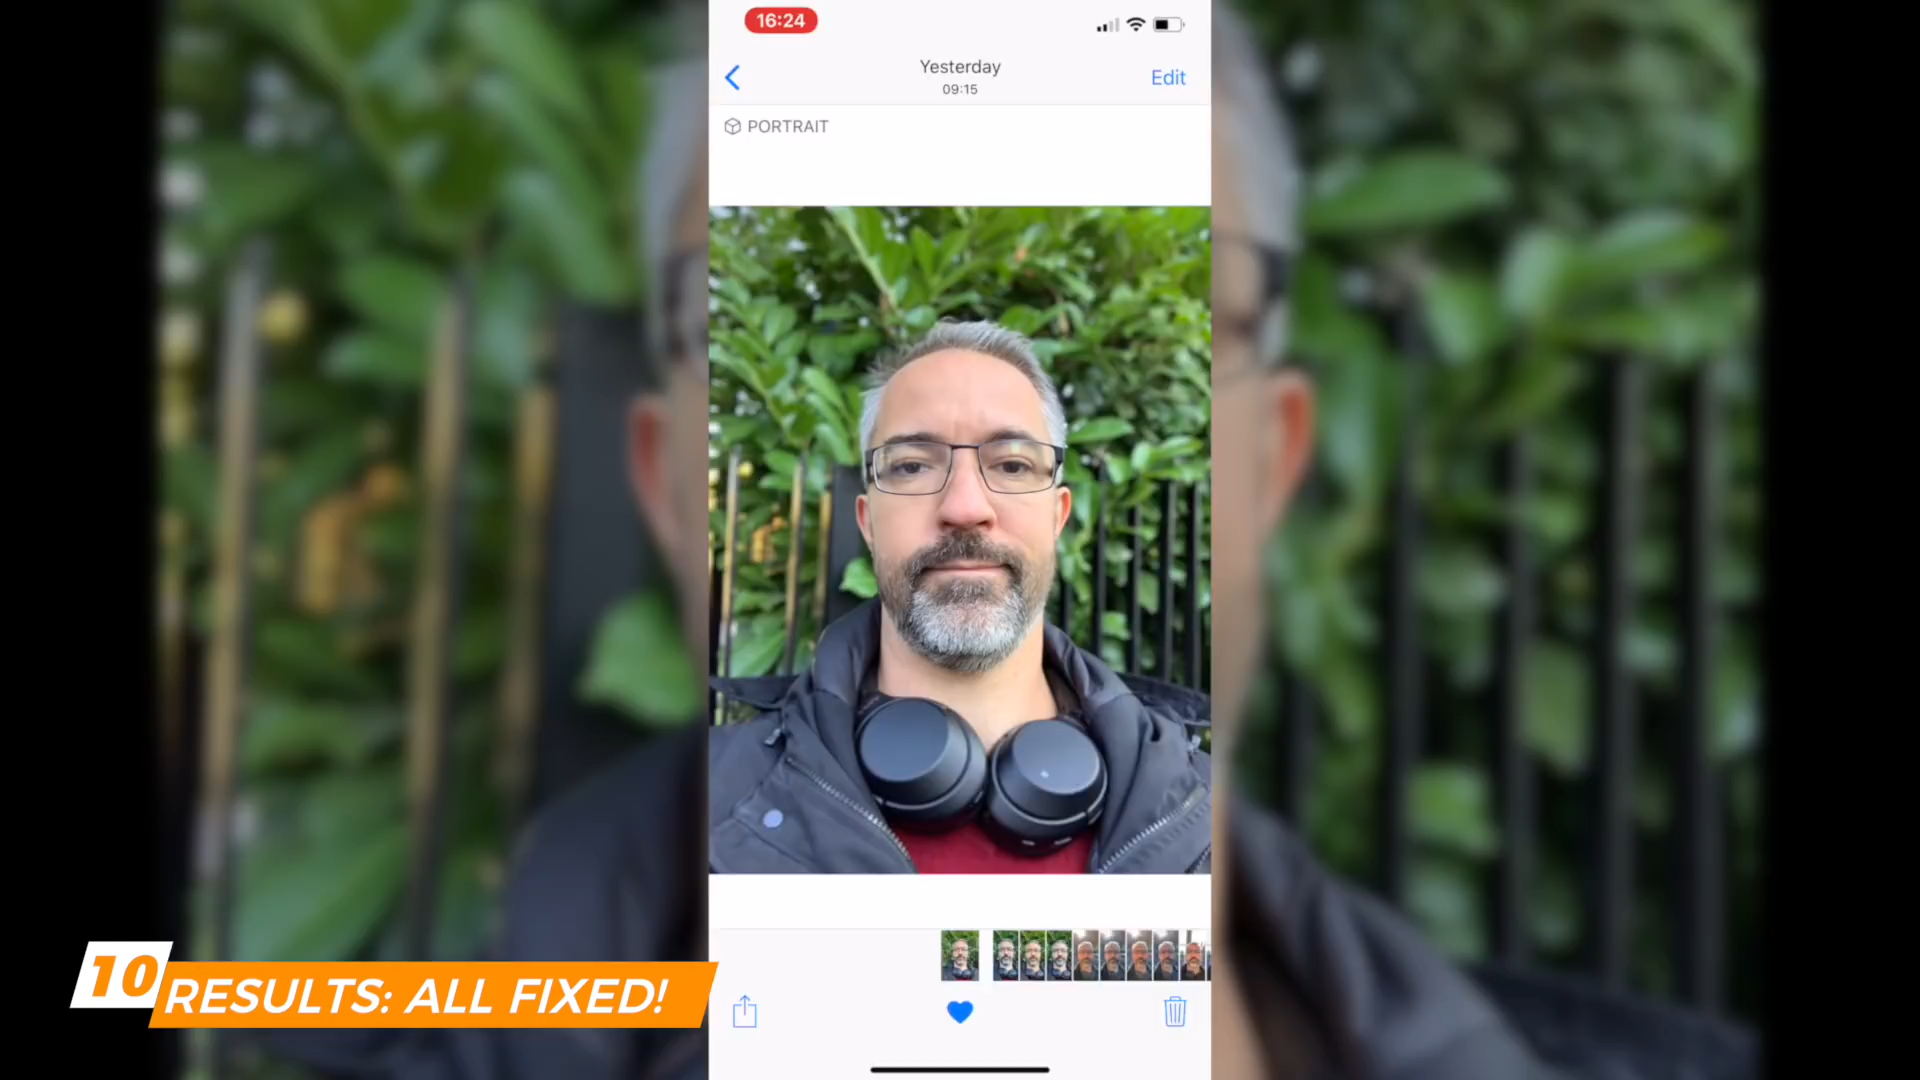 16:24
Yesterday
09:15
Edit
PORTRAIT
10
RESULTS: ALL FIXED!